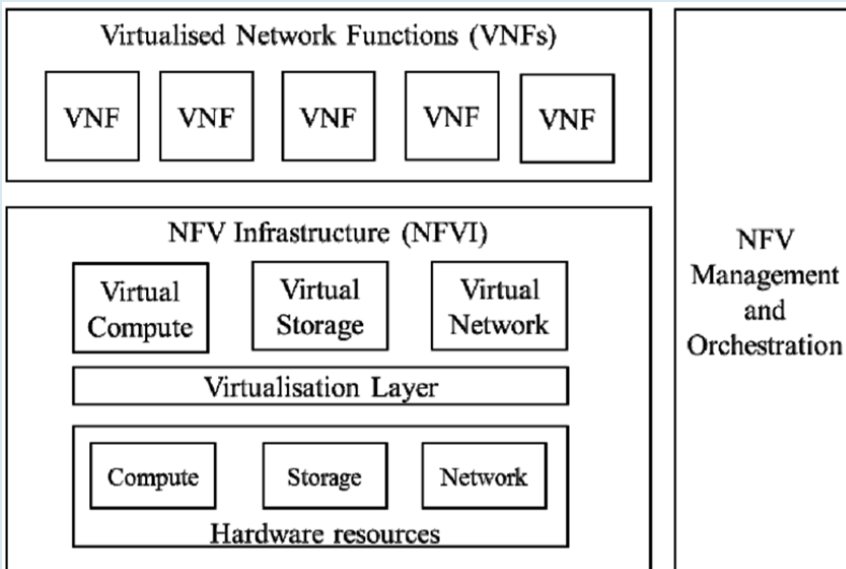 Virtualised Network Functions (VNFs)
VNF
VNF
VNF
VNF
VNF
NFV Infrastructure (NFVI)
Virtual
Compute
Virtual
Storage
Virtual
Network
Virtualisation Layer
Compute
Storage
Network
Hardware resources
NFV
Management
and
Orchestration